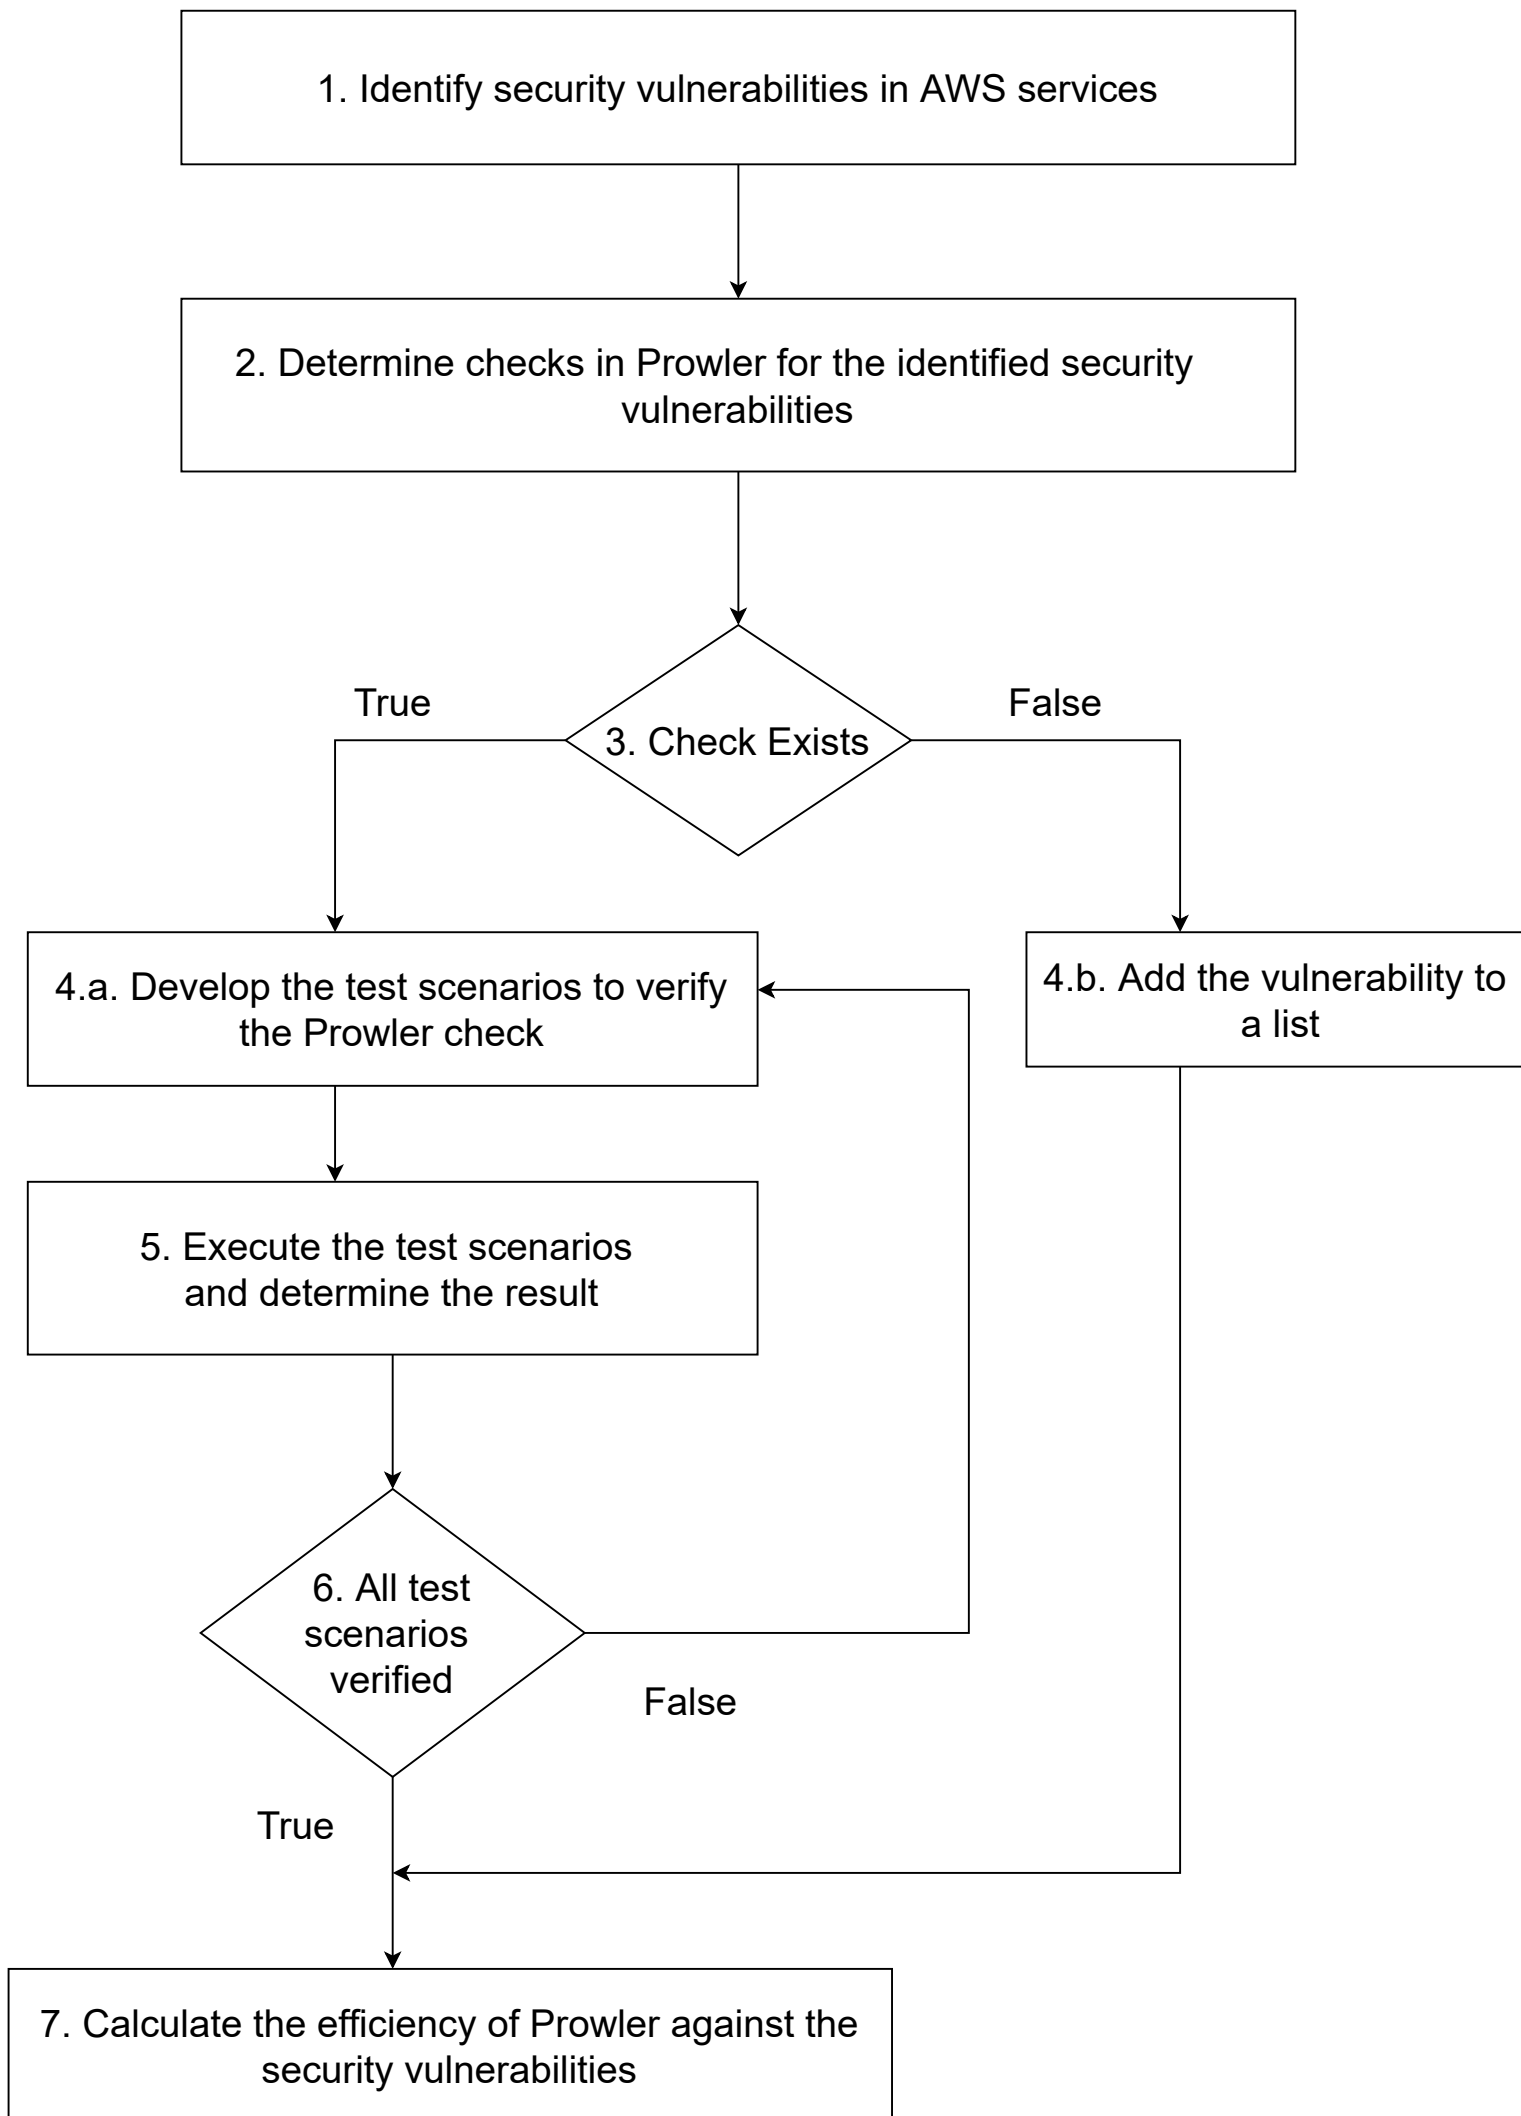 1. Identify security vulnerabilities in AWS services
2. Determine checks in Prowler for the identified security
vulnerabilities
True
False
3. Check Exists
4.a. Develop the test scenarios to verify
the Prowler check
4.b. Add the vulnerability to
a list
5. Execute the test scenarios
and determine the result
6. All test
scenarios
verified
False
True
7. Calculate the efficiency of Prowler against the
security vulnerabilities